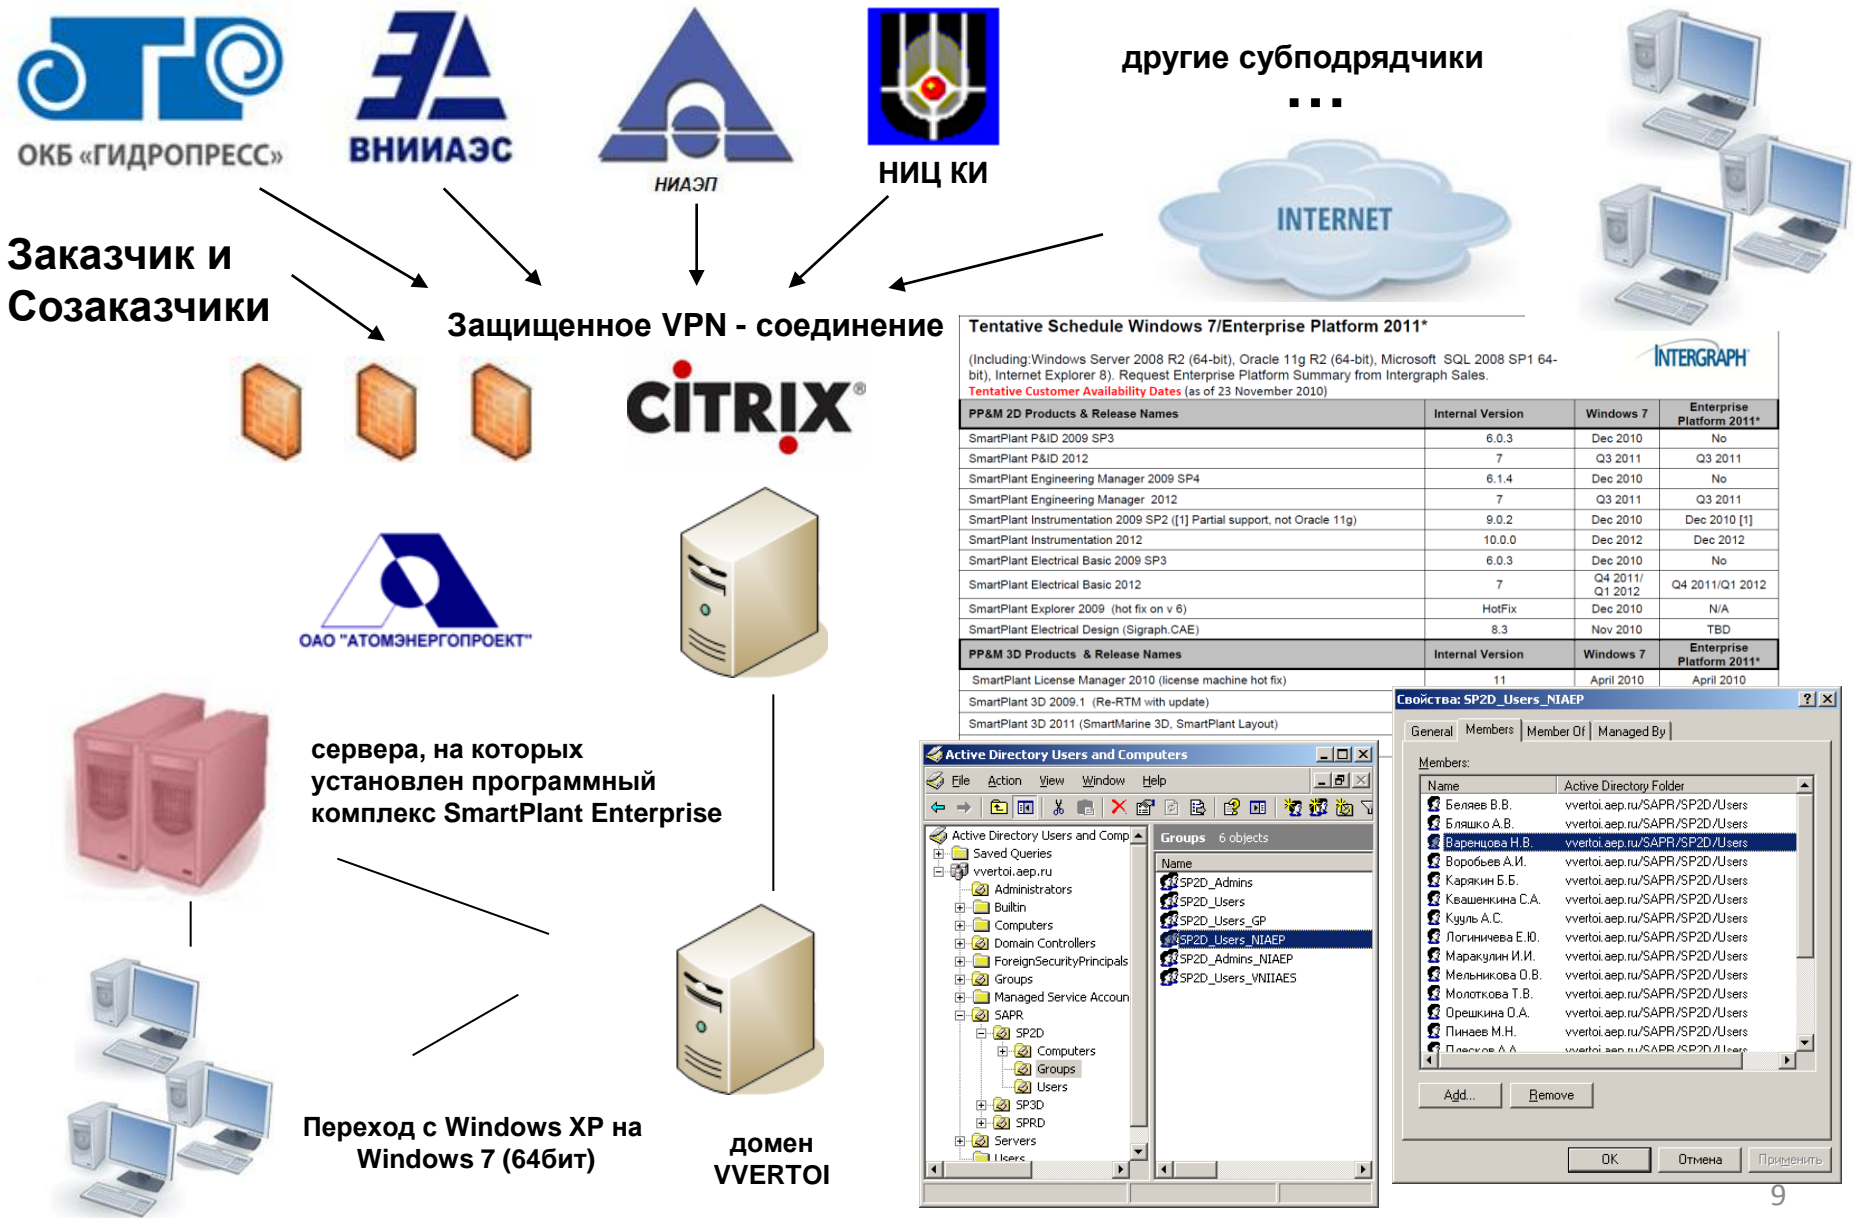 ОКБ «ГИДРОПРЕСС»
ВНИИАЭС
НИАЭП
НИЦ КИ
другие субподрядчики
...
INTERNET
Заказчик и
Созаказчики
Защищенное VPN - соединение
CİTRIX®
ОАО "АТОМЭНЕРГОПРОЕКТ"
сервера, на которых
установлен программный
комплекс SmartPlant Enterprise
Переход с Windows XP на
Windows 7 (64бит)
домен
VVERTOI
Tentative Schedule Windows 7/Enterprise Platform 2011*
(Including:Windows Server 2008 R2 (64-bit), Oracle 11g R2 (64-bit), Microsoft SQL 2008 SP1 64-
bit), Internet Explorer 8). Request Enterprise Platform Summary from Intergraph Sales.
Tentative Customer Availability Dates (as of 23 November 2010)
INTERGRAPH
PP&M 2D Products & Release Names Internal Version Windows 7 Enterprise Platform 2011*
SmartPlant P&ID 2009 SP3 6.0.3 Dec 2010 No
SmartPlant P&ID 2012 7 Q3 2011 Q3 2011
SmartPlant Engineering Manager 2009 SP4 6.1.4 Dec 2010 No
SmartPlant Engineering Manager 2012 7 Q3 2011 Q3 2011
SmartPlant Instrumentation 2009 SP2 ([1] Partial support, not Oracle 11g) 9.0.2 Dec 2010 Dec 2010 [1]
SmartPlant Instrumentation 2012 10.0.0 Dec 2012 Dec 2012
SmartPlant Electrical Basic 2009 SP3 6.0.3 Dec 2010 No
SmartPlant Electrical Basic 2012 7 Q4 2011/ Q1 2012 Q4 2011/Q1 2012
SmartPlant Explorer 2009 (hot fix on v 6) HotFix Dec 2010 N/A
SmartPlant Electrical Design (Sigraph.CAE) 8.3 Nov 2010 TBD
PP&M 3D Products & Release Names Internal Version Windows 7 Enterprise Platform 2011*
SmartPlant License Manager 2010 (license machine hot fix) 11 April 2010 April 2010
SmartPlant 3D 2009.1 (Re-RTM with update)
SmartPlant 3D 2011 (SmartMarine 3D, SmartPlant Layout)
Active Directory Users and Computers
File Action View Window Help
Active Directory Users and Comp
Saved Queries
vvertoi.aep.ru
Administrators
Builtin
Computers
Domain Controllers
ForeignSecurityPrincipals
Groups
Managed Service Accoun
SAPR
SP2D
Computers
Groups
Users
SP3D
SPRD
Servers
Users
Groups 6 objects
Name
SP2D_Admins
SP2D_Users
SP2D_Users_GP
SP2D_Users_NIAEP
SP2D_Admins_NIAEP
SP2D_Users_VNIIAES
Свойства: SP2D_Users_NIAEP
General Members Member Of Managed By
Members:
Name Active Directory Folder
Беляев В.В. vvertoi.aep.ru/SAPR/SP2D/Users
Бляшко А.В. vvertoi.aep.ru/SAPR/SP2D/Users
Варенцова Н.В. vvertoi.aep.ru/SAPR/SP2D/Users
Воробьев А.И. vvertoi.aep.ru/SAPR/SP2D/Users
Карякин Б.Б. vvertoi.aep.ru/SAPR/SP2D/Users
Квашенкина С.А. vvertoi.aep.ru/SAPR/SP2D/Users
Кууль А.С. vvertoi.aep.ru/SAPR/SP2D/Users
Логиничева Е.Ю. vvertoi.aep.ru/SAPR/SP2D/Users
Маракулин И.И. vvertoi.aep.ru/SAPR/SP2D/Users
Мельникова О.В. vvertoi.aep.ru/SAPR/SP2D/Users
Молоткова Т.В. vvertoi.aep.ru/SAPR/SP2D/Users
Орешкина О.А. vvertoi.aep.ru/SAPR/SP2D/Users
Пинаев М.Н. vvertoi.aep.ru/SAPR/SP2D/Users
Плесков А.А. vvertoi.aep.ru/SAPR/SP2D/Users
Add... Remove
OK Отмена Применить
9